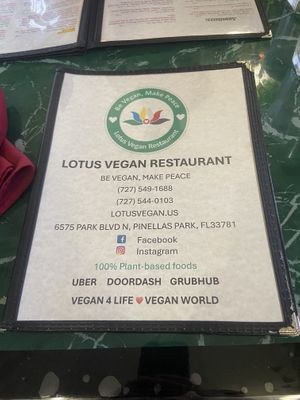 Be Vegan, Make Peace
Lotus Vegan Restaurant
LOTUS VEGAN RESTAURANT
BE VEGAN, MAKE PEACE
(727) 549-1688
(727) 544-0103
LOTUSVEGAN.US
6575 PARK BLVD N, PINELLAS PARK, FL33781
Facebook
Instagram
100% Plant-based foods
UBER DOORDASH GRUBHUB
VEGAN 4 LIFE ❤ VEGAN WORLD